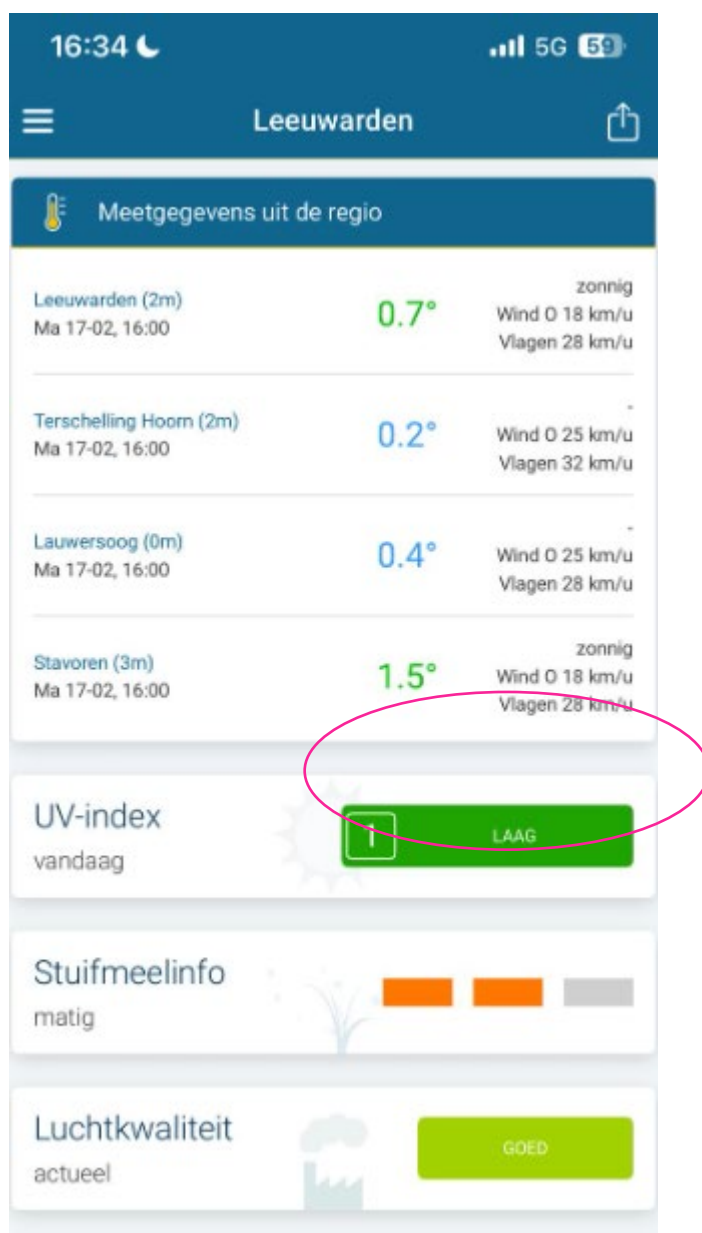 16:34 5G 59
Leeuwarden
Meetgegevens uit de regio
Leeuwarden (2m)
Ma 17-02, 16:00
0.7°
zonnig
Wind O 18 km/u
Vlagen 28 km/u
Terschelling Hoorn (2m)
Ma 17-02, 16:00
0.2°
-
Wind O 25 km/u
Vlagen 32 km/u
Lauwersoog (0m)
Ma 17-02, 16:00
0.4°
-
Wind O 25 km/u
Vlagen 28 km/u
Stavoren (3m)
Ma 17-02, 16:00
1.5°
zonnig
Wind O 18 km/u
Vlagen 28 km/u
UV-index
vandaag
1 LAAG
Stuifmeelinfo
matig
Luchtkwaliteit
actueel
GOED